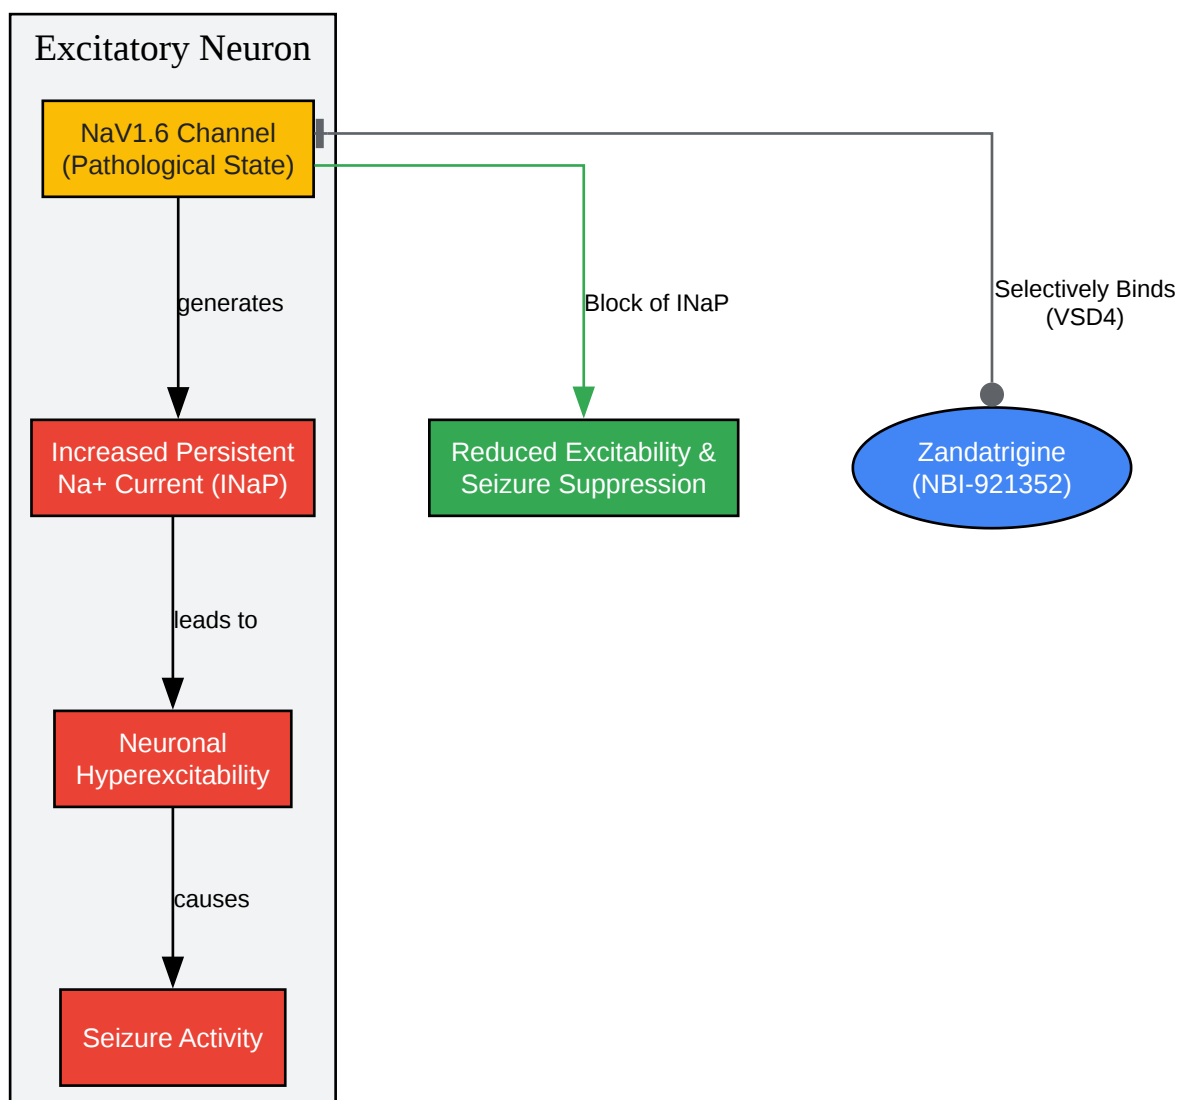 Excitatory Neuron
NaV1.6 Channel
(Pathological State)
generates
Block of INaP
Selectively Binds
(VSD4)
Increased Persistent
Na+ Current (INaP)
Reduced Excitability &
Seizure Suppression
Zandatrigine
(NBI-921352)
leads to
Neuronal
Hyperexcitability
causes
Seizure Activity